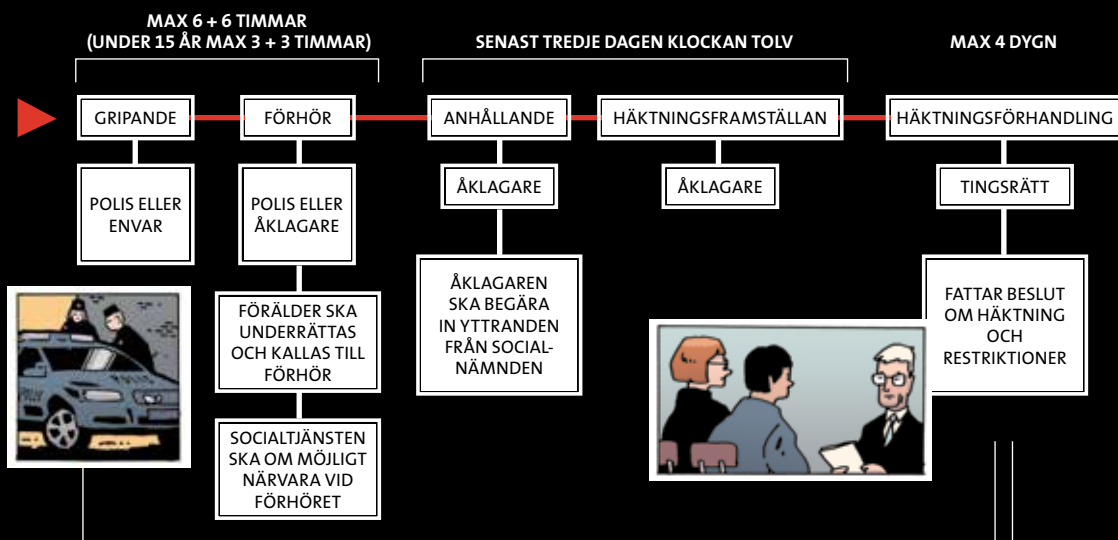 MAX 6 + 6 TIMMAR
(UNDER 15 ÅR MAX 3 + 3 TIMMAR)
SENAST TREDJE DAGEN KLOCKAN TOLV
MAX 4 DYGN
GRIPANDE
FÖRHÖR
ANHÅLLANDE
HÄKTNINGSFRAMSTÄLLAN
HÄKTNINGSFÖRHANDLING
POLIS ELLER
ENVAR
POLIS ELLER
ÅKLAGARE
ÅKLAGARE
ÅKLAGARE
TINGSRÄTT
FÖRÄLDER SKA
UNDERRÄTTAS
OCH KALLAS TILL
FÖRHÖR
ÅKLAGAREN
SKA BEGÄRA
IN YTTRANDEN
FRÅN SOCIAL-
NÄMNDEN
FATTAR BESLUT
OM HÄKTNING
OCH
RESTRIKTIONER
SOCIALTJÄNSTEN
SKA OM MÖJLIGT
NÄRVARA VID
FÖRHÖRET